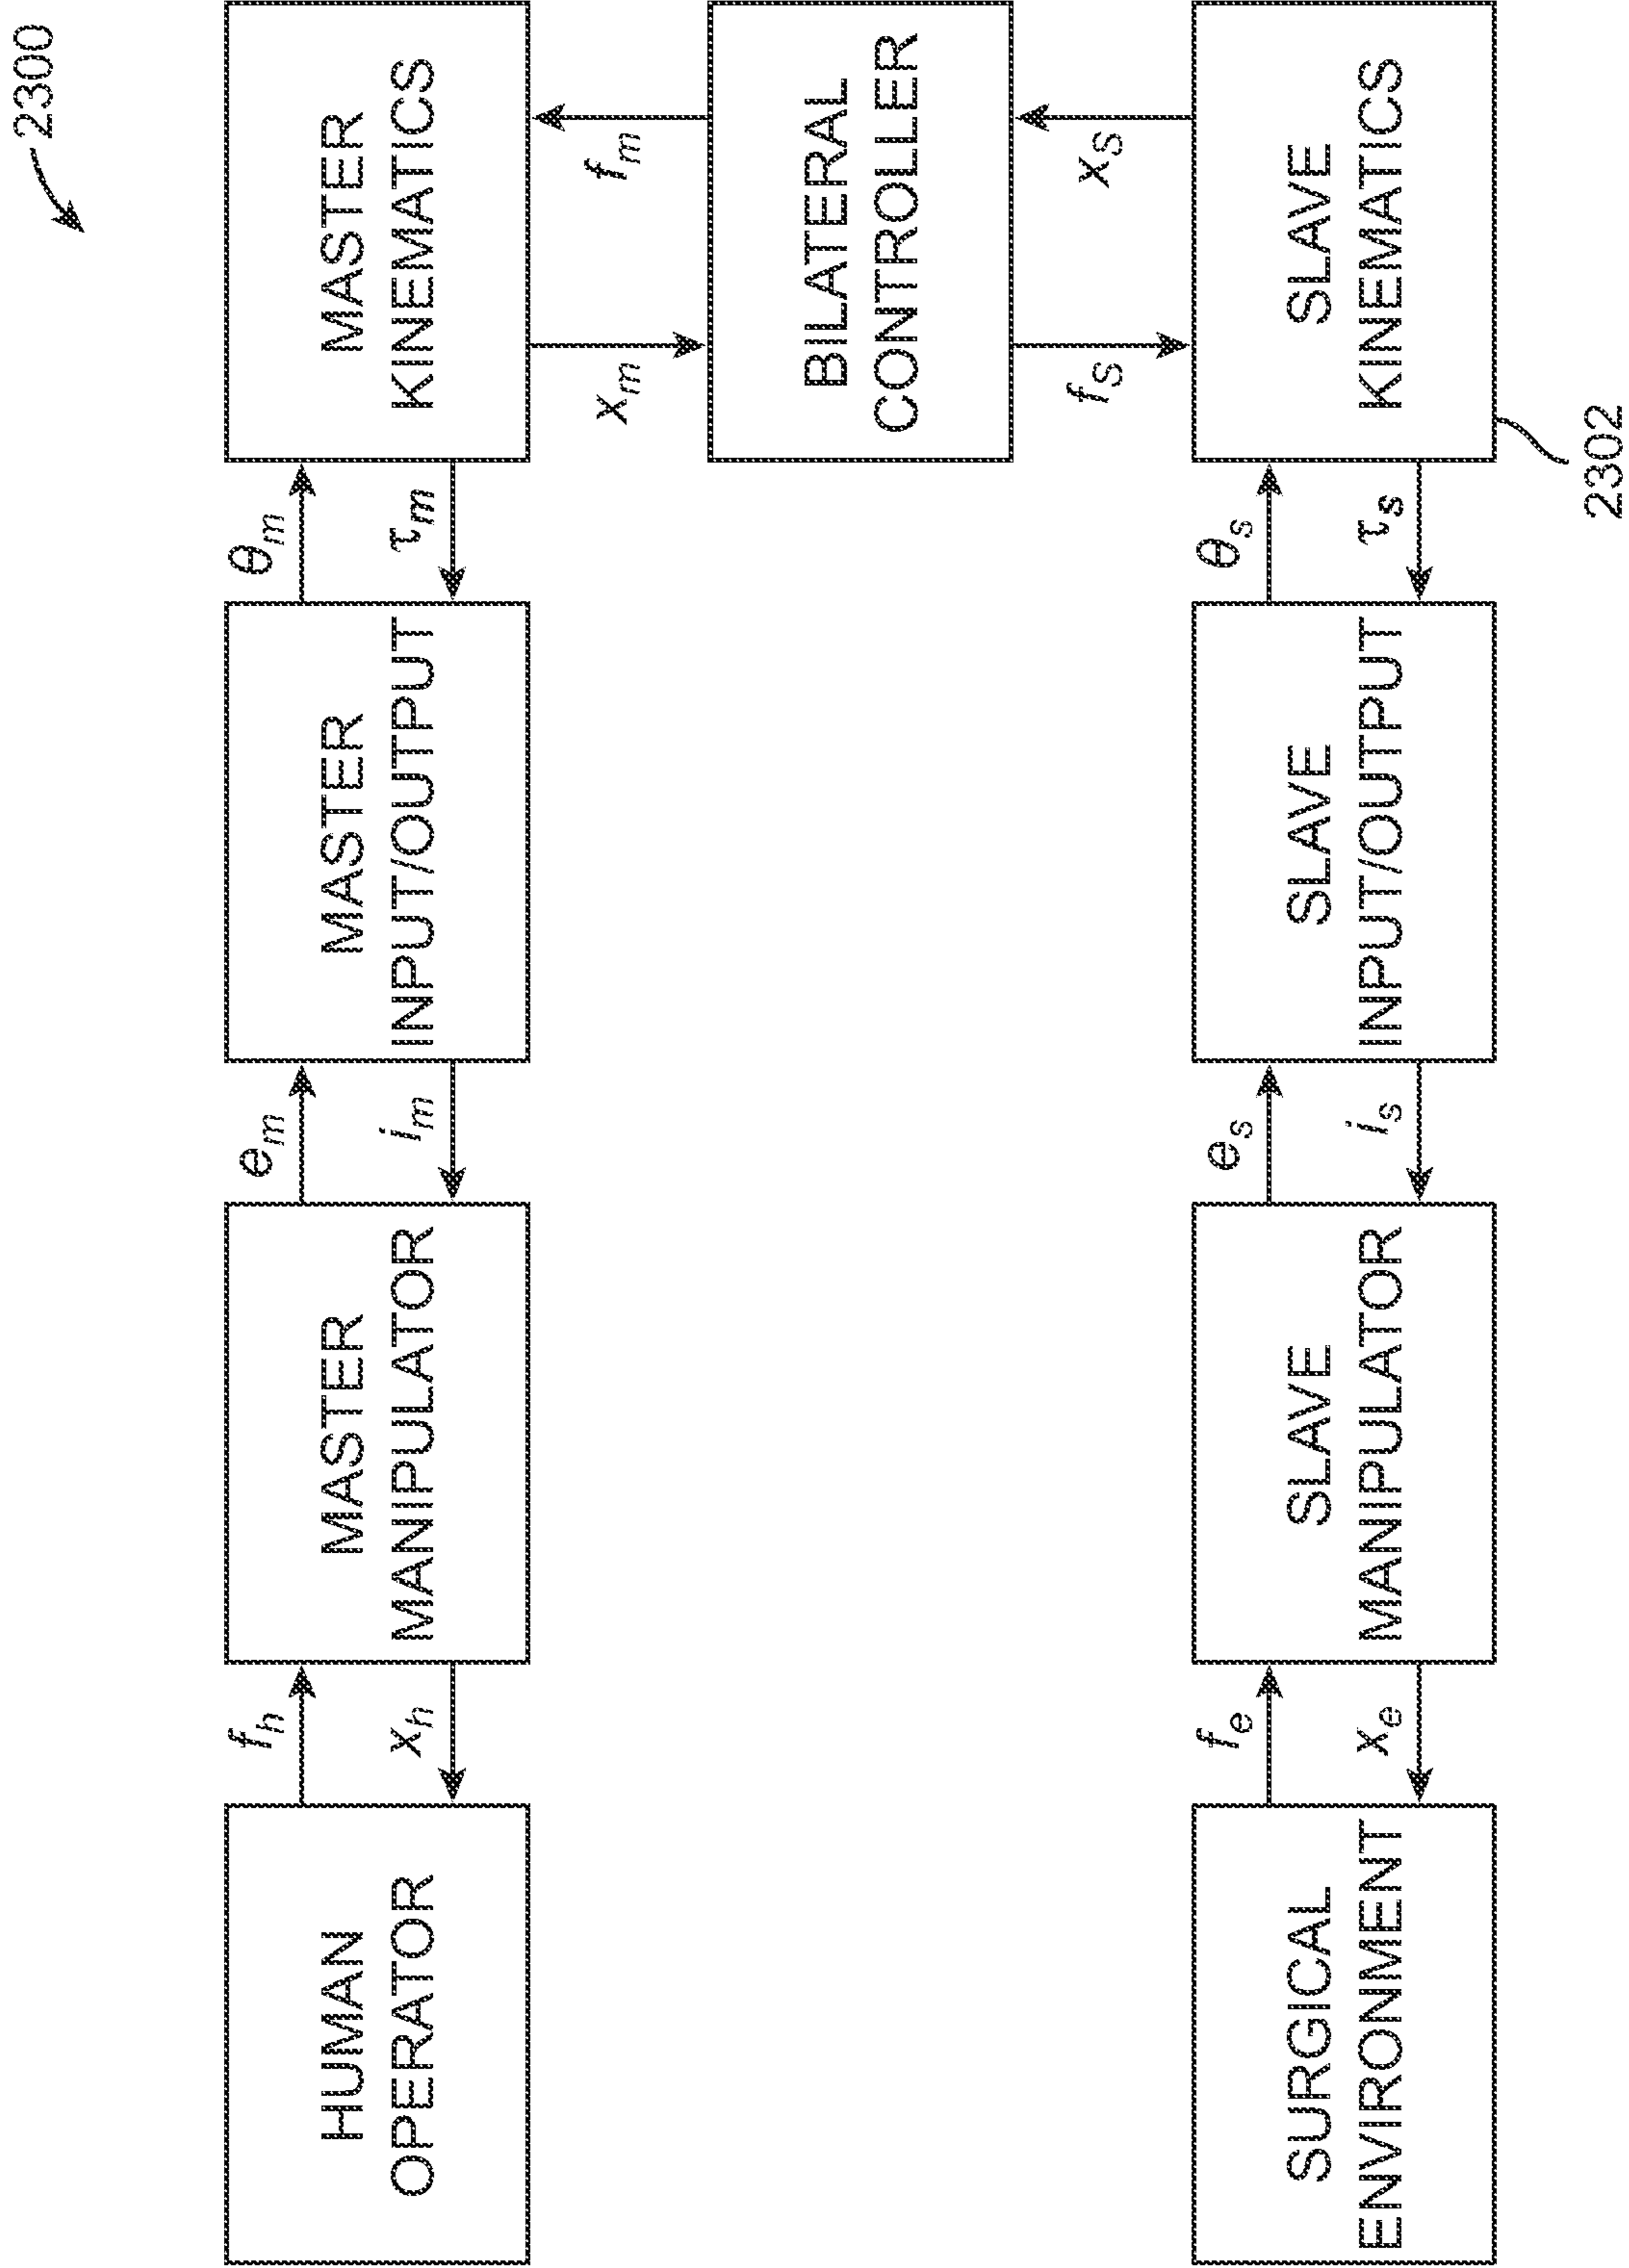 2300
HUMAN
OPERATOR
f_h
x_h
MASTER
MANIPULATOR
e_m
i_m
MASTER
INPUT/OUTPUT
θ_m
τ_m
MASTER
KINEMATICS
x_m
f_m
BILATERAL
CONTROLLER
f_S
x_S
SURGICAL
ENVIRONMENT
f_e
x_e
SLAVE
MANIPULATOR
e_s
i_s
SLAVE
INPUT/OUTPUT
θ_s
τ_s
SLAVE
KINEMATICS
2302